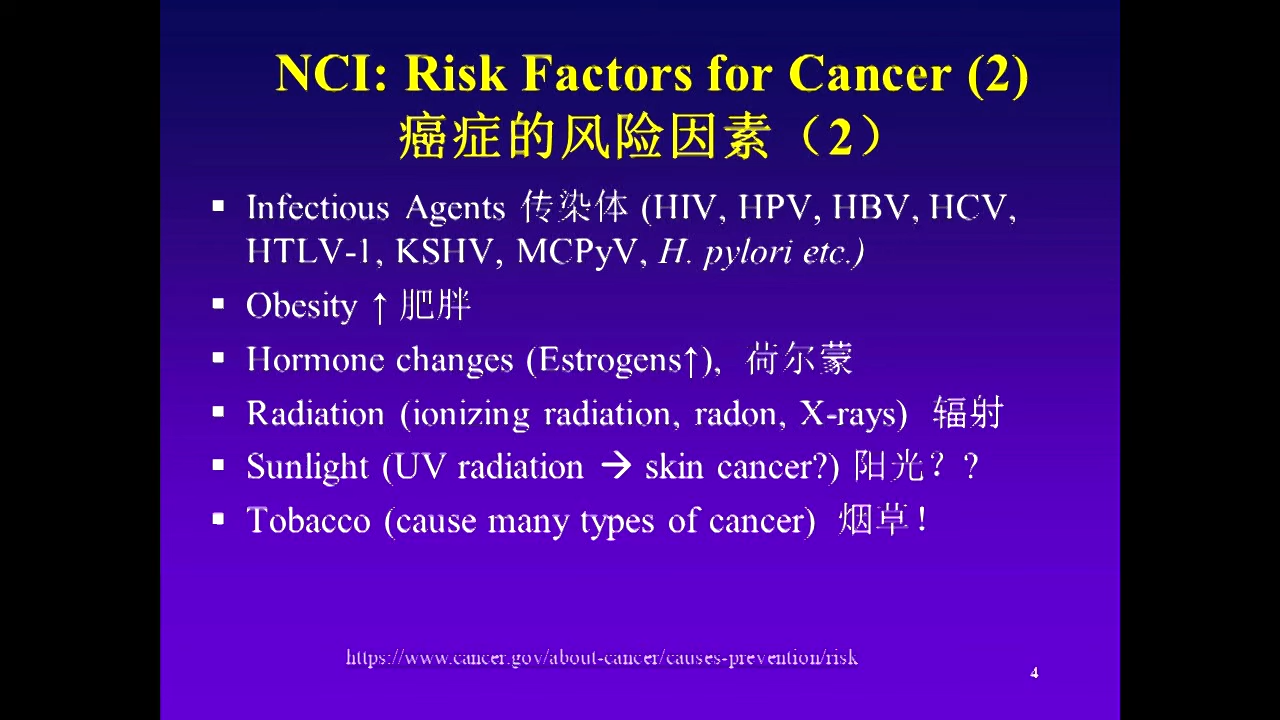 NCI: Risk Factors for Cancer (2)
癌症的风险因素（2）
▪ Infectious Agents 传染体 (HIV, HPV, HBV, HCV,
HTLV-1, KSHV, MCPyV, H. pylori etc.)
▪ Obesity ↑ 肥胖
▪ Hormone changes (Estrogens↑), 荷尔蒙
▪ Radiation (ionizing radiation, radon, X-rays) 辐射
▪ Sunlight (UV radiation → skin cancer?) 阳光？？
▪ Tobacco (cause many types of cancer) 烟草！
https://www.cancer.gov/about-cancer/causes-prevention/risk
4